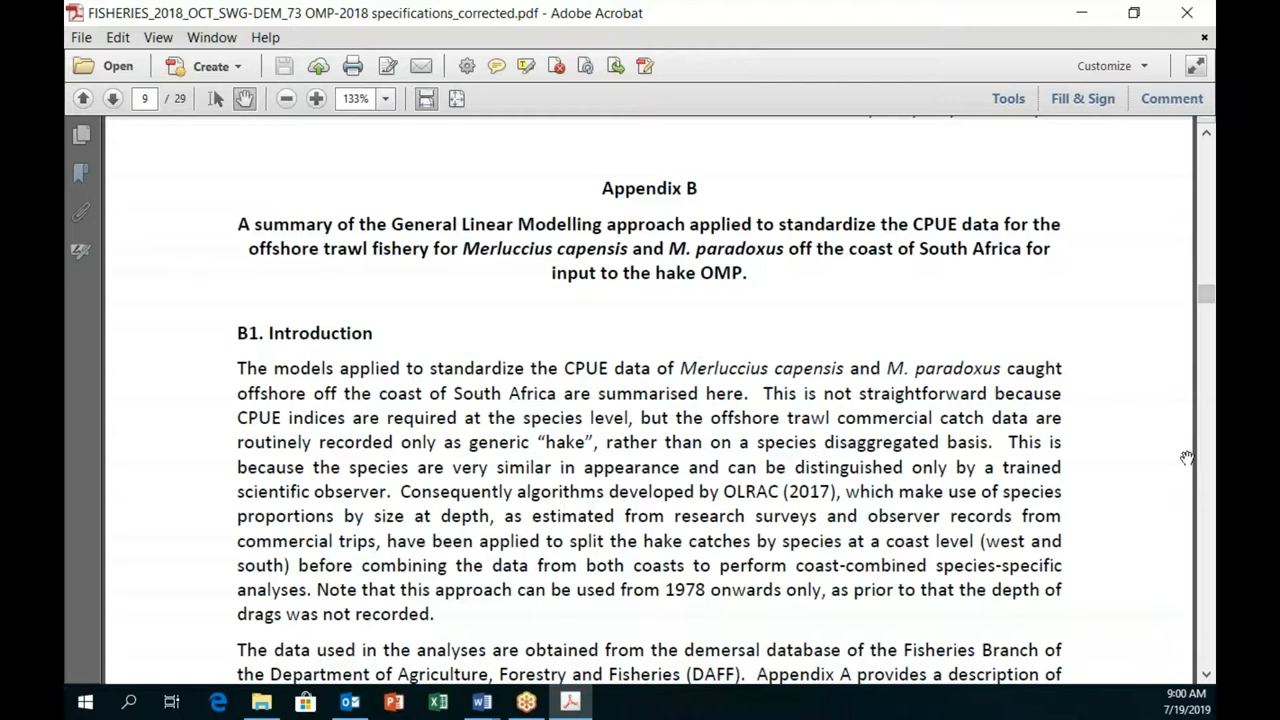 FISHERIES_2018_OCT_SWG-DEM_73 OMP-2018 specifications_corrected.pdf - Adobe Acrobat
File Edit View Window Help
Open Create Customize
9 / 29 133% Tools Fill & Sign Comment
Appendix B
A summary of the General Linear Modelling approach applied to standardize the CPUE data for the
offshore trawl fishery for Merluccius capensis and M. paradoxus off the coast of South Africa for
input to the hake OMP.
B1. Introduction
The models applied to standardize the CPUE data of Merluccius capensis and M. paradoxus caught
offshore off the coast of South Africa are summarised here. This is not straightforward because
CPUE indices are required at the species level, but the offshore trawl commercial catch data are
routinely recorded only as generic “hake”, rather than on a species disaggregated basis. This is
because the species are very similar in appearance and can be distinguished only by a trained
scientific observer. Consequently algorithms developed by OLRAC (2017), which make use of species
proportions by size at depth, as estimated from research surveys and observer records from
commercial trips, have been applied to split the hake catches by species at a coast level (west and
south) before combining the data from both coasts to perform coast-combined species-specific
analyses. Note that this approach can be used from 1978 onwards only, as prior to that the depth of
drags was not recorded.
The data used in the analyses are obtained from the demersal database of the Fisheries Branch of
the Department of Agriculture, Forestry and Fisheries (DAFF). Appendix A provides a description of
9:00 AM
7/19/2019